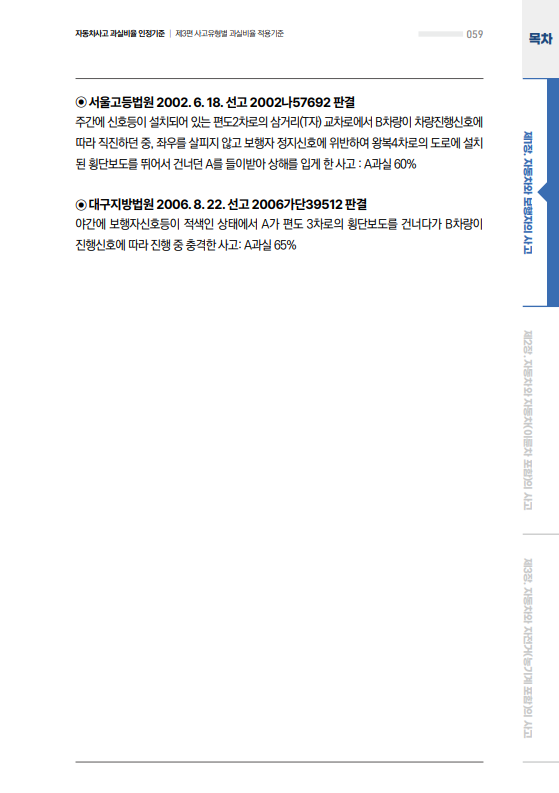 자동차사고 과실비율 인정기준 | 제3편 사고유형별 과실비율 적용기준
059
목차
◉ 서울고등법원 2002. 6. 18. 선고 2002나57692 판결
주간에 신호등이 설치되어 있는 편도2차로의 삼거리(T자) 교차로에서 B차량이 차량진행신호에
따라 직진하던 중, 좌우를 살피지 않고 보행자 정지신호에 위반하여 왕복4차로의 도로에 설치
된 횡단보도를 뛰어서 건너던 A를 들이받아 상해를 입게 한 사고 : A과실 60%
◉ 대구지방법원 2006. 8. 22. 선고 2006가단39512 판결
야간에 보행자신호등이 적색인 상태에서 A가 편도 3차로의 횡단보도를 건너다가 B차량이
진행신호에 따라 진행 중 충격한 사고: A과실 65%
제1장. 자동차와 보행자의 사고
제2장. 자동차와 자동차(이륜차 포함)의 사고
제3장. 자동차와 자전거(농기계 포함)의 사고